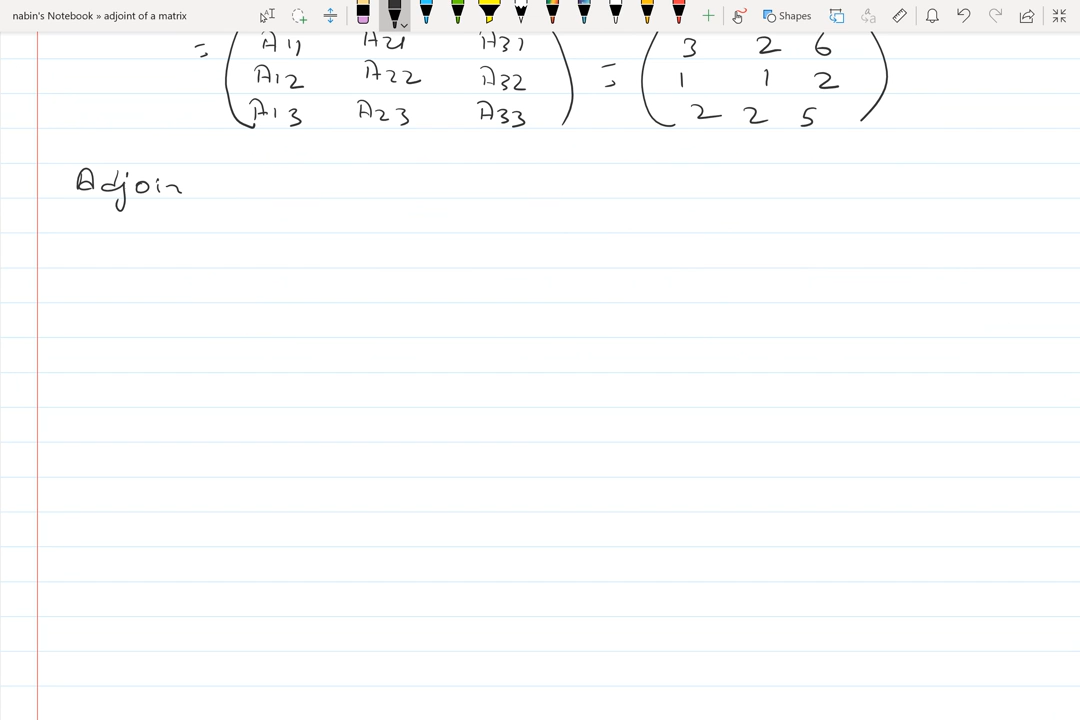 nabin's Notebook » adjoint of a matrix
Shapes
= ( A11 A21 A31 ) = ( 3 2 6 )
A12 A22 A32 1 1 2
A13 A23 A33 2 2 5
Adjoin